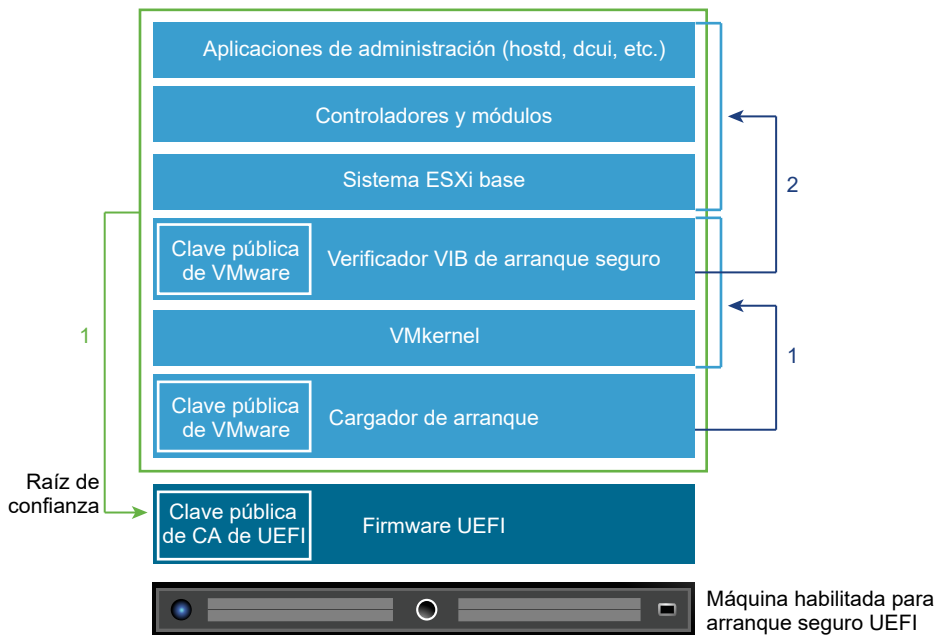 Aplicaciones de administración (hostd, dcui, etc.)
Controladores y módulos
Sistema ESXi base
2
Clave pública
de VMware
Verificador VIB de arranque seguro
1
VMkernel
1
Clave pública
de VMware
Cargador de arranque
Raíz de
confianza
Clave pública
de CA de UEFI
Firmware UEFI
Máquina habilitada para
arranque seguro UEFI